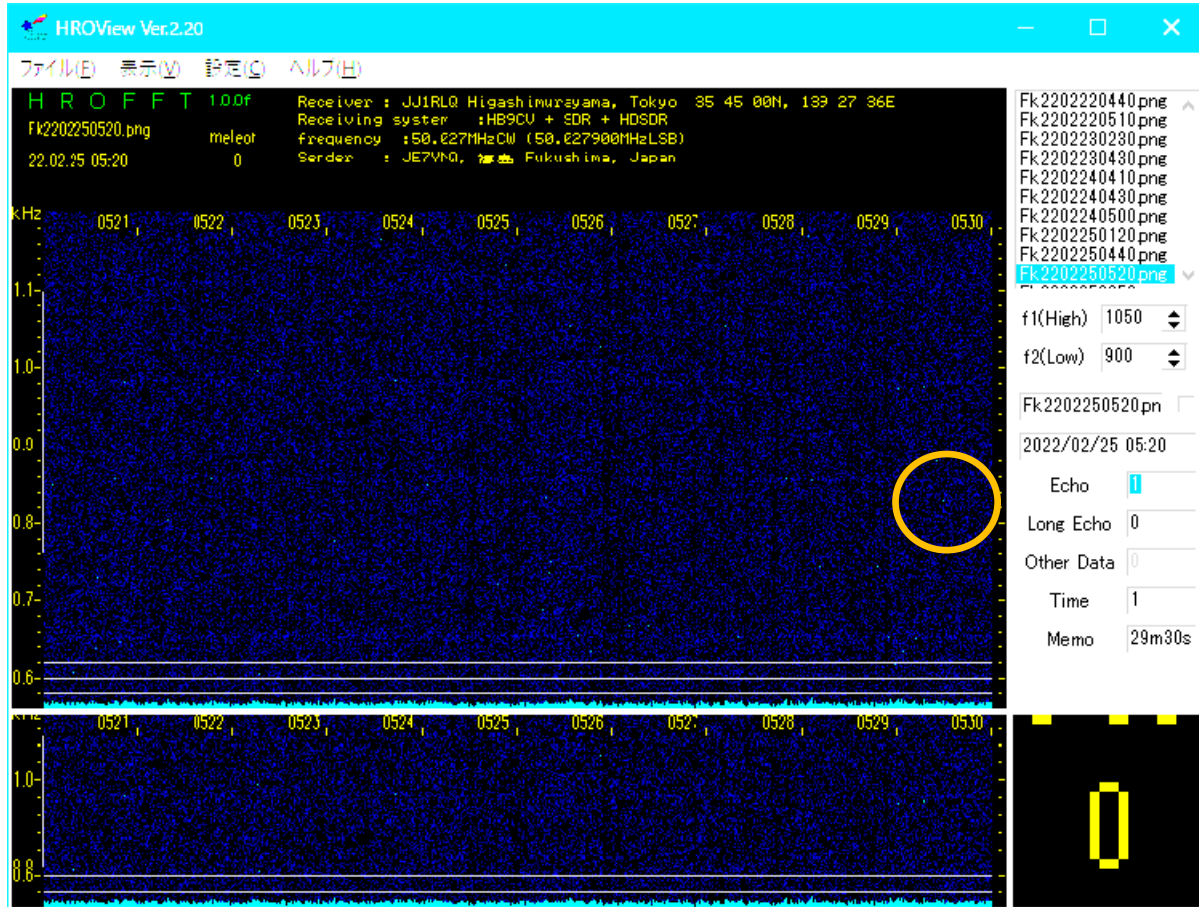 HROView Ver.2.20
ファイル(F) 表示(V) 設定(C) ヘルプ(H)
H R O F F T 1.0.0f
Fk2202250520.png
meteor
22.02.25 05:20 0
Receiver : JJ1RLQ Higashimurayama, Tokyo 35 45 00N, 139 27 36E
Receiving system :HB9CV + SDR + HDSDR
frequency :50.027MHzCW (50.027900MHzLSB)
Sender : JE7YNQ, Fukushima, Japan
kHz 0521 0522 0523 0524 0525 0526 0527 0528 0529 0530
1.1
1.0
0.9
0.8
0.7
0.6
kHz 0521 0522 0523 0524 0525 0526 0527 0528 0529 0530
1.0
0.8
Fk2202220440.png
Fk2202220510.png
Fk2202230230.png
Fk2202230430.png
Fk2202240410.png
Fk2202240430.png
Fk2202240500.png
Fk2202250120.png
Fk2202250440.png
Fk2202250520.png
f1(High) 1050
f2(Low) 900
Fk2202250520.pn
2022/02/25 05:20
Echo 1
Long Echo 0
Other Data 0
Time 1
Memo 29m30s
0